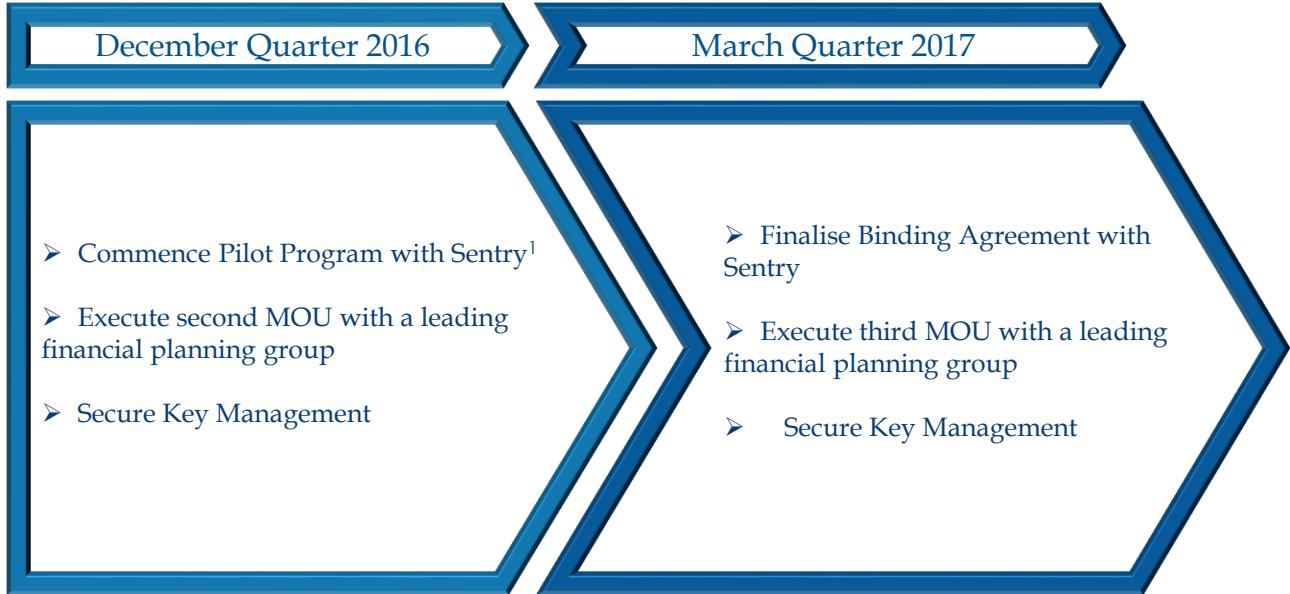 December Quarter 2016
March Quarter 2017
➢ Commence Pilot Program with Sentry¹
➢ Execute second MOU with a leading
financial planning group
➢ Secure Key Management
➢ Finalise Binding Agreement with
Sentry
➢ Execute third MOU with a leading
financial planning group
➢ Secure Key Management